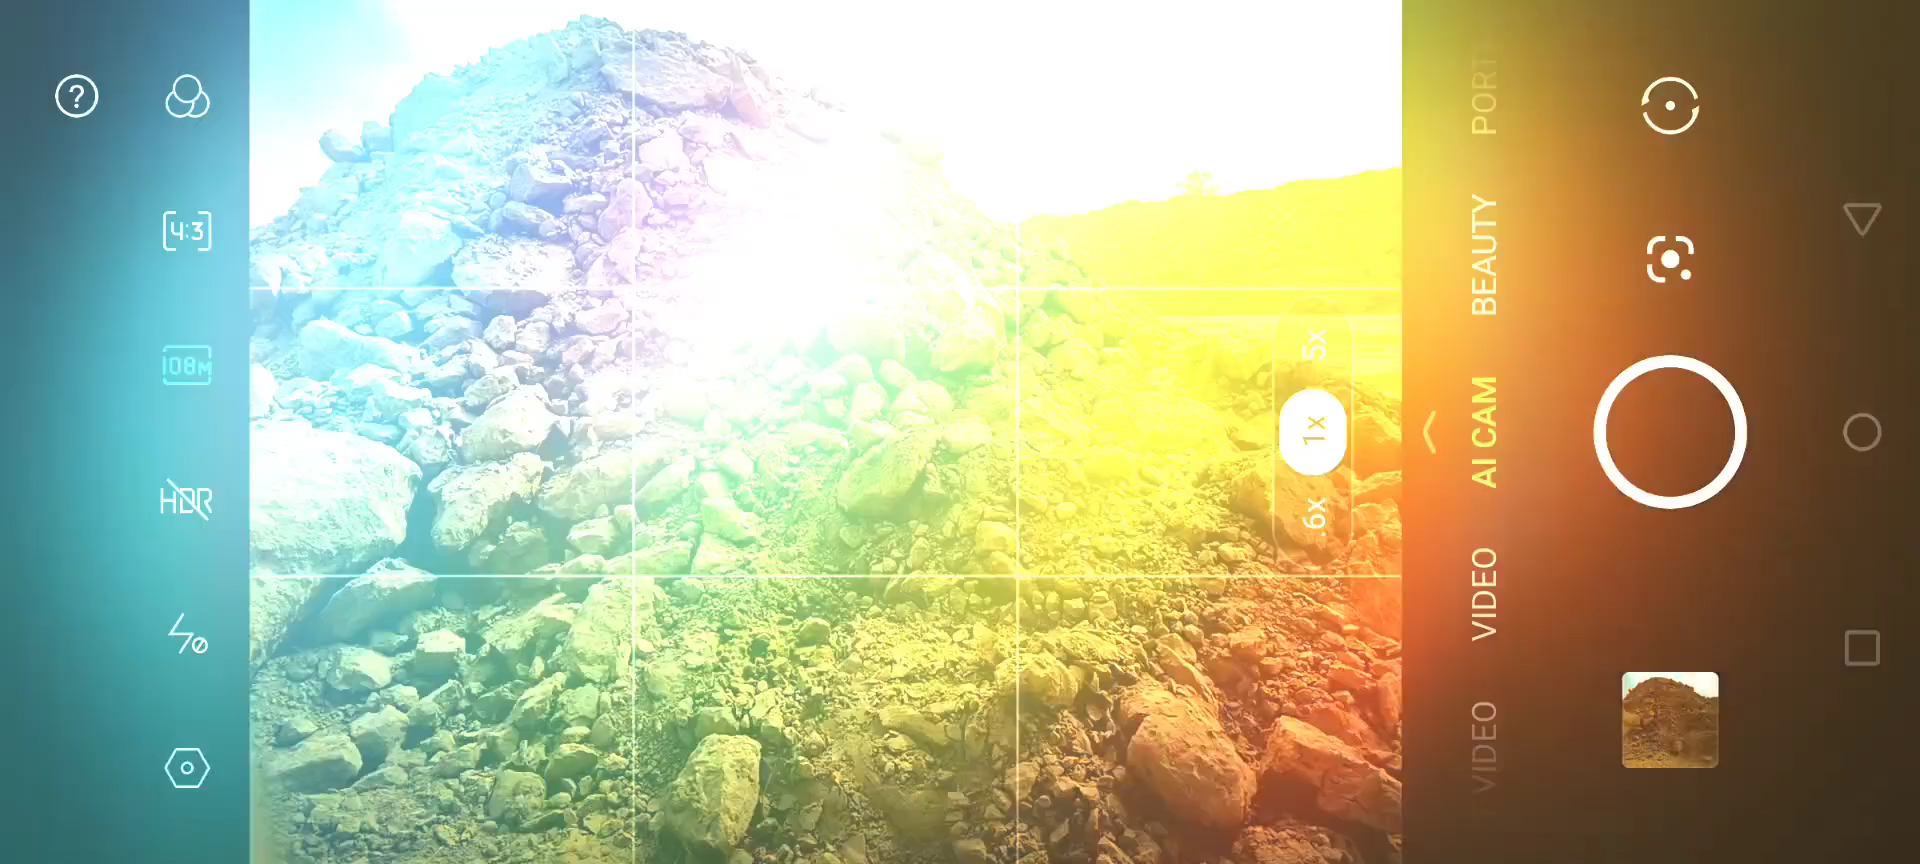 ?
4:3
108M
HDR
5x
1x
.6x
PORT
BEAUTY
AI CAM
VIDEO
VIDEO